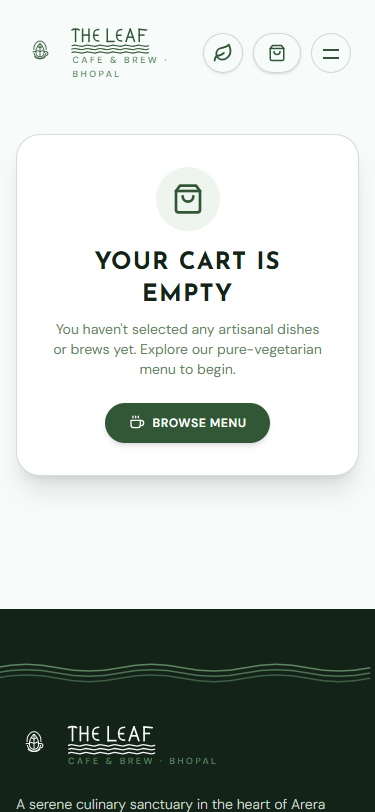 THE LEAF
CAFE & BREW ·
BHOPAL
YOUR CART IS
EMPTY
You haven't selected any artisanal dishes
or brews yet. Explore our pure-vegetarian
menu to begin.
BROWSE MENU
THE LEAF
CAFE & BREW · BHOPAL
A serene culinary sanctuary in the heart of Arera